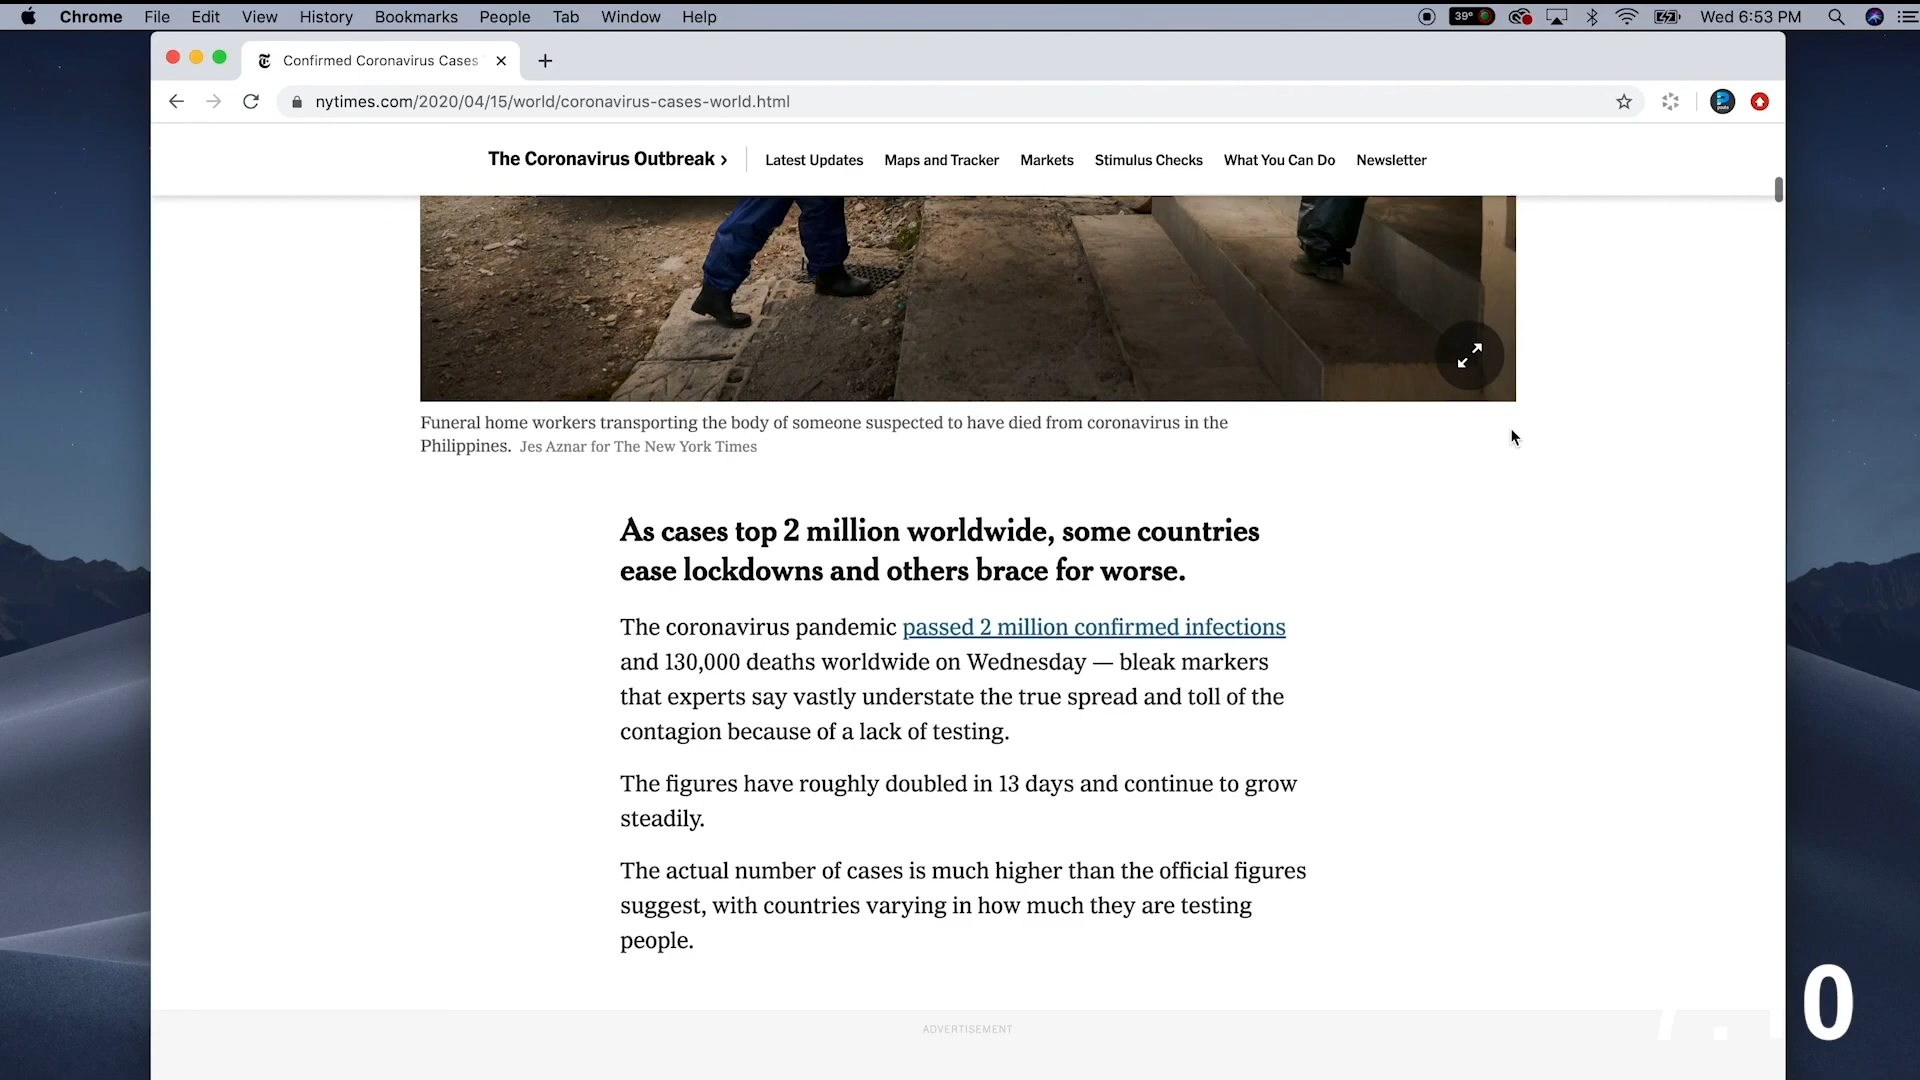 Chrome File Edit View History Bookmarks People Tab Window Help 39° Wed 6:53 PM
Confirmed Coronavirus Cases
nytimes.com/2020/04/15/world/coronavirus-cases-world.html
The Coronavirus Outbreak › Latest Updates Maps and Tracker Markets Stimulus Checks What You Can Do Newsletter
Funeral home workers transporting the body of someone suspected to have died from coronavirus in the
Philippines. Jes Aznar for The New York Times
As cases top 2 million worldwide, some countries
ease lockdowns and others brace for worse.
The coronavirus pandemic passed 2 million confirmed infections
and 130,000 deaths worldwide on Wednesday — bleak markers
that experts say vastly understate the true spread and toll of the
contagion because of a lack of testing.
The figures have roughly doubled in 13 days and continue to grow
steadily.
The actual number of cases is much higher than the official figures
suggest, with countries varying in how much they are testing
people.
ADVERTISEMENT
0